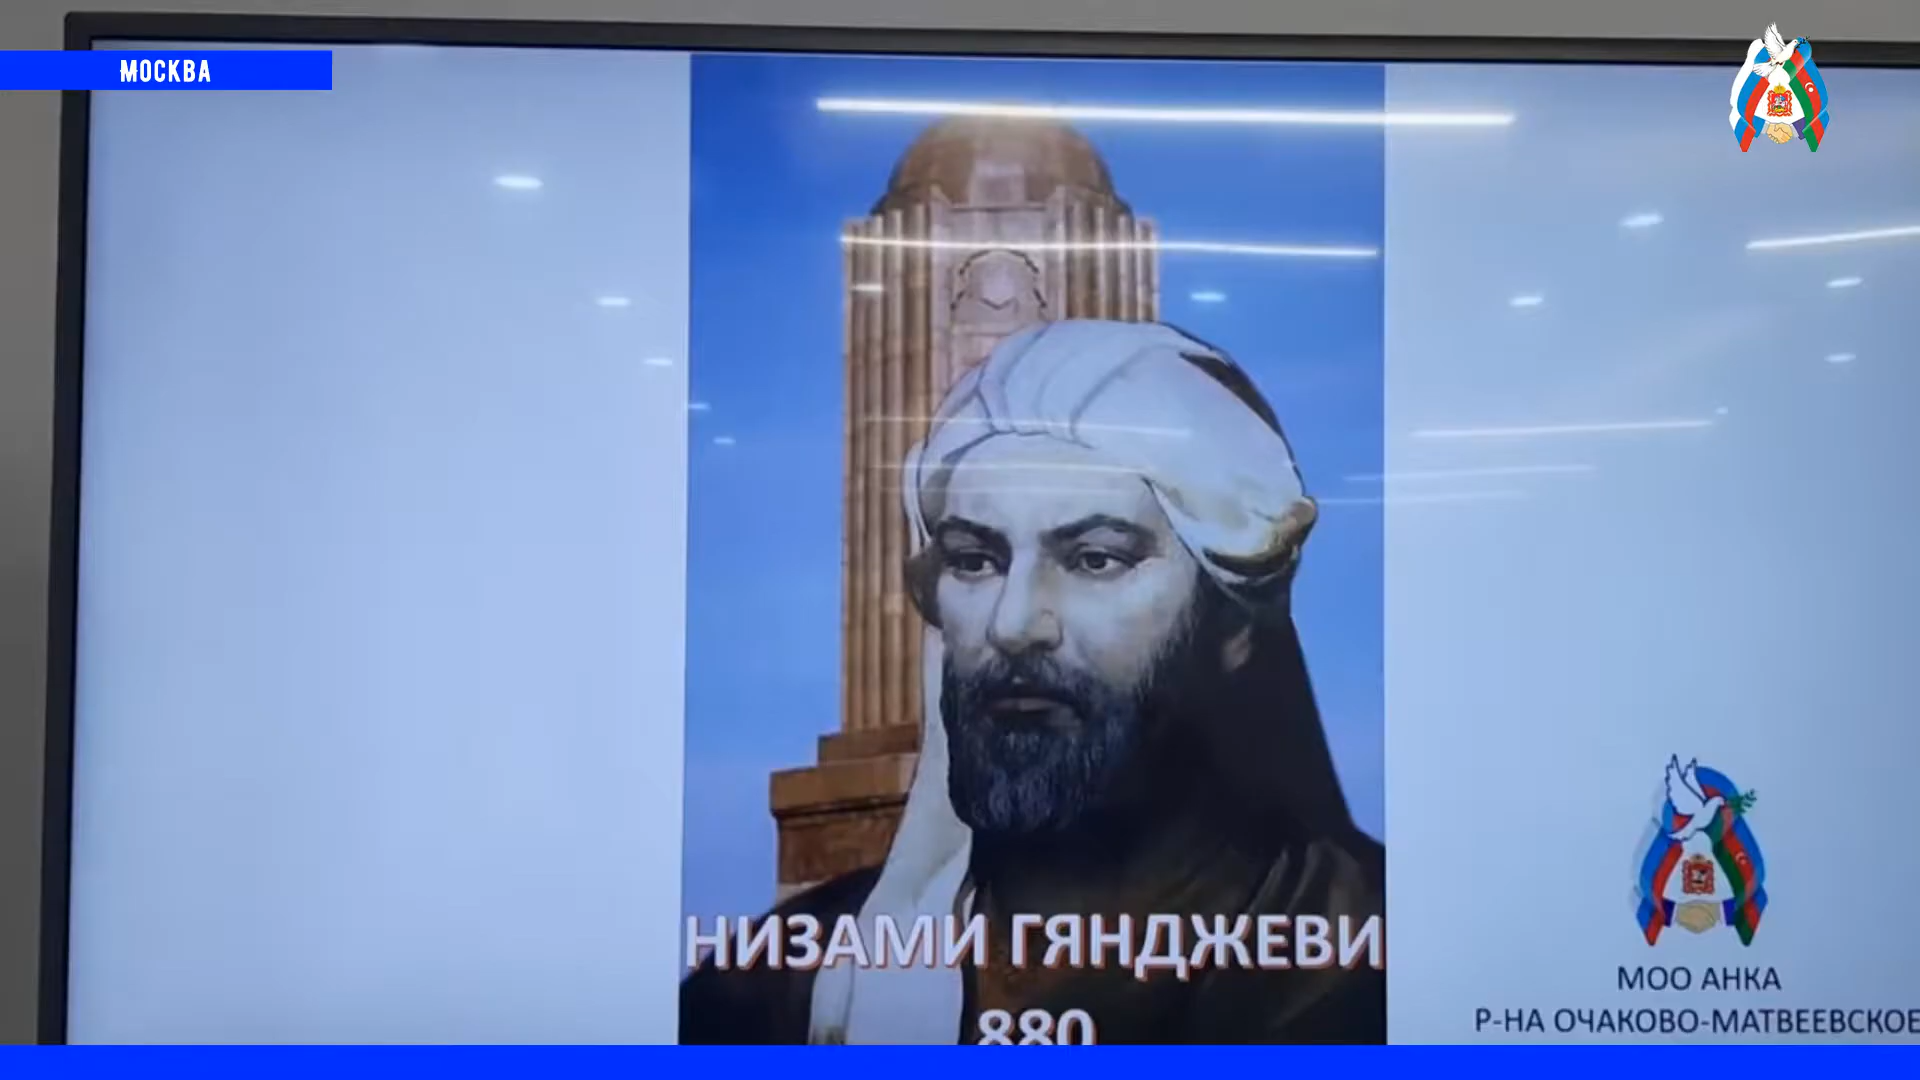 МОСКВА
НИЗАМИ ГЯНДЖЕВИ
880
МОО АНКА
Р-НА ОЧАКОВО-МАТВЕЕВСКОЕ